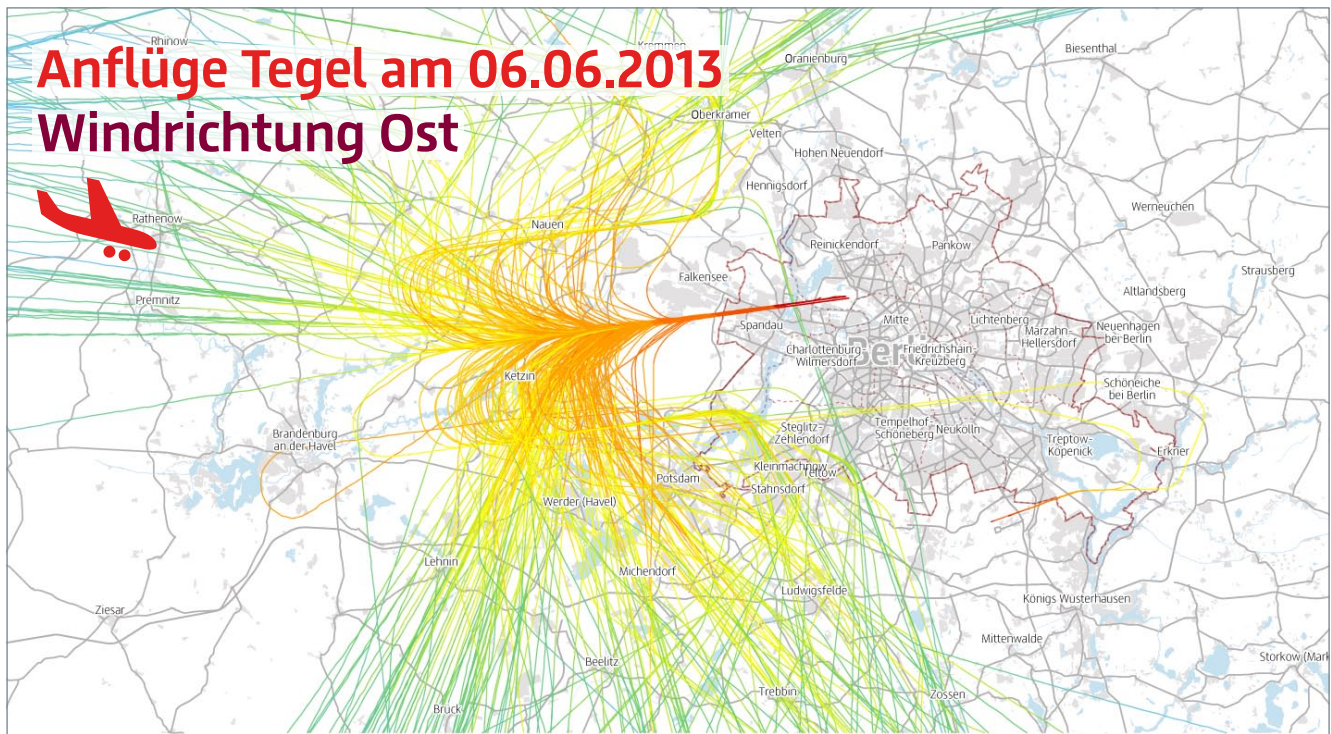 Anflüge Tegel am 06.06.2013
Windrichtung Ost
Rhinow
Kremmen
Oranienburg
Biesenthal
Oberkrämer
Velten
Hohen Neuendorf
Hennigsdorf
Werneuchen
Rathenow
Nauen
Reinickendorf
Pankow
Falkensee
Strausberg
Altlandsberg
Premnitz
Spandau
Mitte
Lichtenberg
Marzahn-
Hellersdorf
Neuenhagen
bei Berlin
Charlottenburg-
Wilmersdorf
Berlin
Friedrichshain-
Kreuzberg
Ketzin
Schöneiche
bei Berlin
Brandenburg
an der Havel
Steglitz-
Zehlendorf
Tempelhof-
Schöneberg
Neukölln
Treptow-
Köpenick
Erkner
Potsdam
Kleinmachnow
Teltow
Stahnsdorf
Werder (Havel)
Lehnin
Michendorf
Ludwigsfelde
Königs Wusterhausen
Ziesar
Mittenwalde
Beelitz
Storkow (Mark
Trebbin
Zossen
Bruck